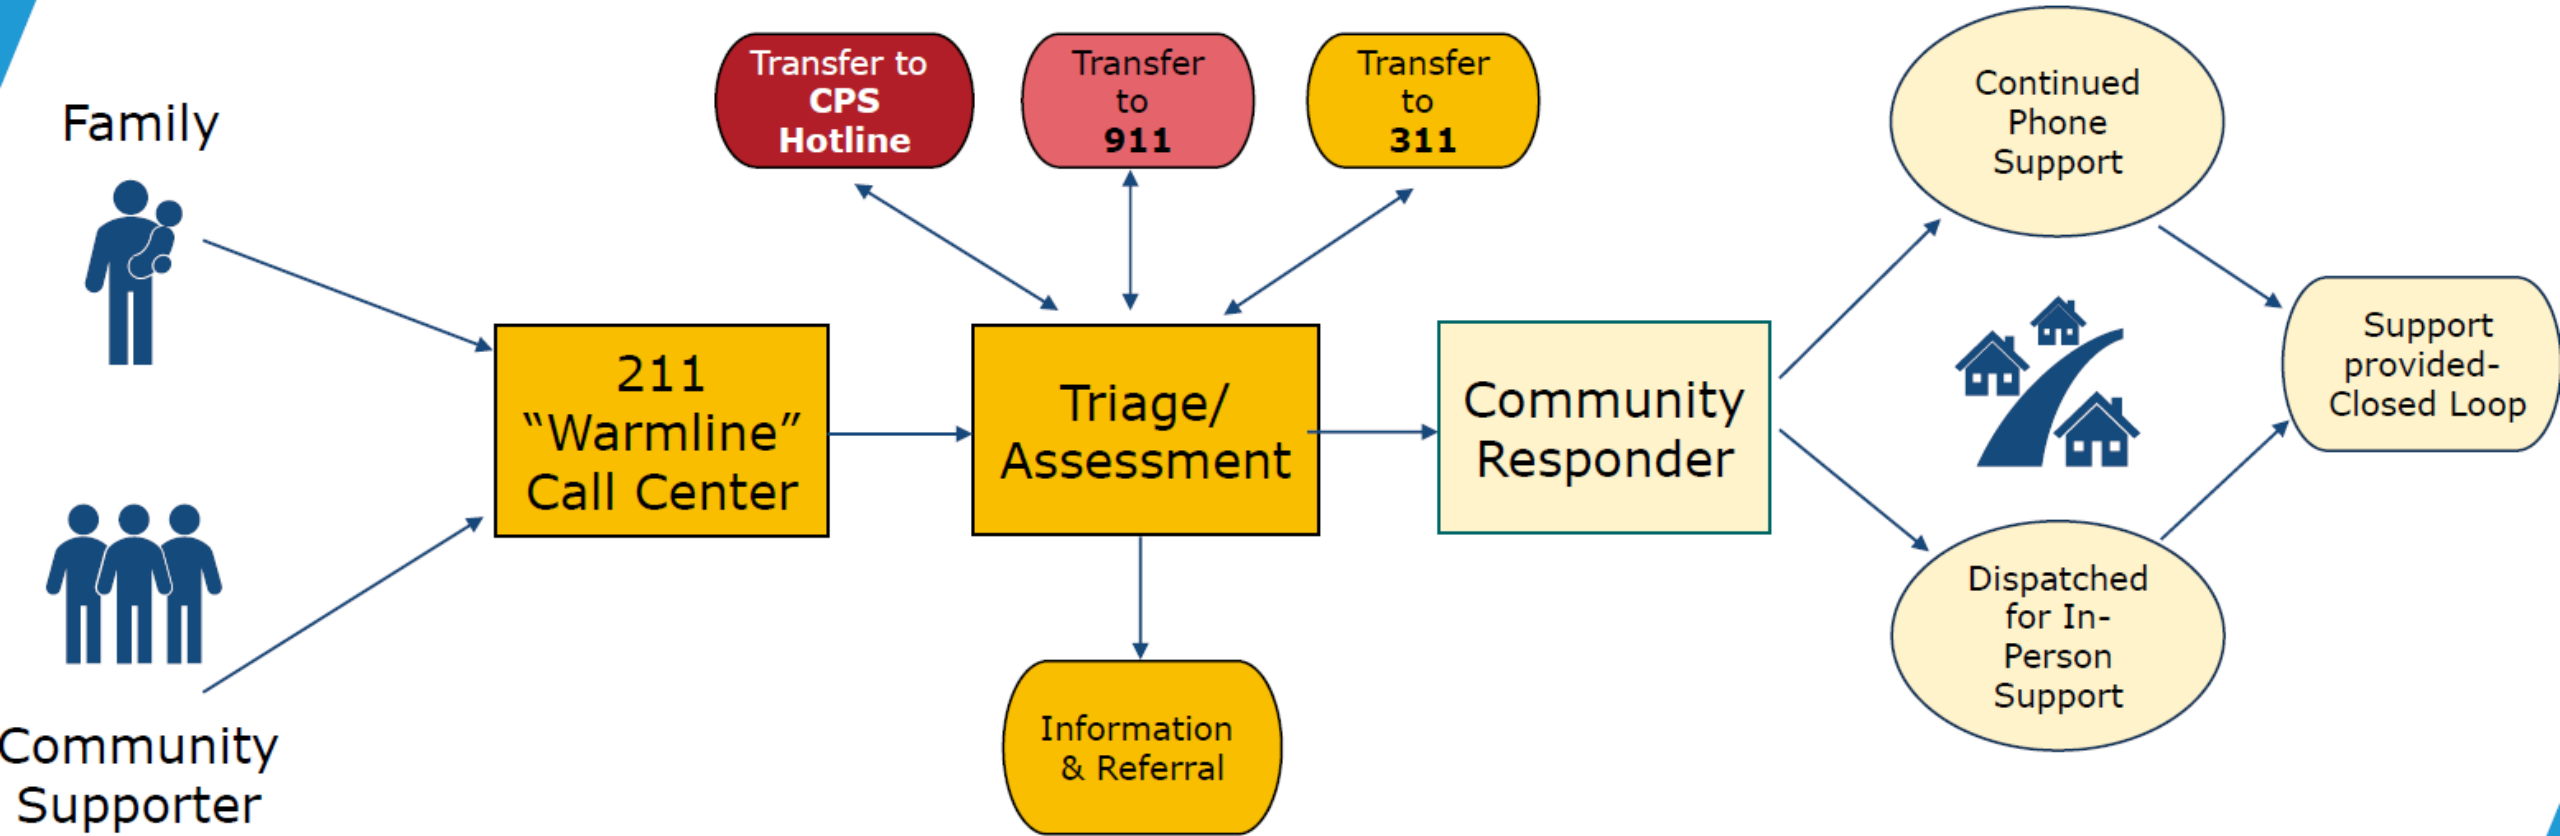 Family
Community
Supporter
211
“Warmline”
Call Center
Transfer to
CPS
Hotline
Transfer
to
911
Transfer
to
311
Triage/
Assessment
Information
& Referral
Community
Responder
Continued
Phone
Support
Dispatched
for In-
Person
Support
Support
provided-
Closed Loop